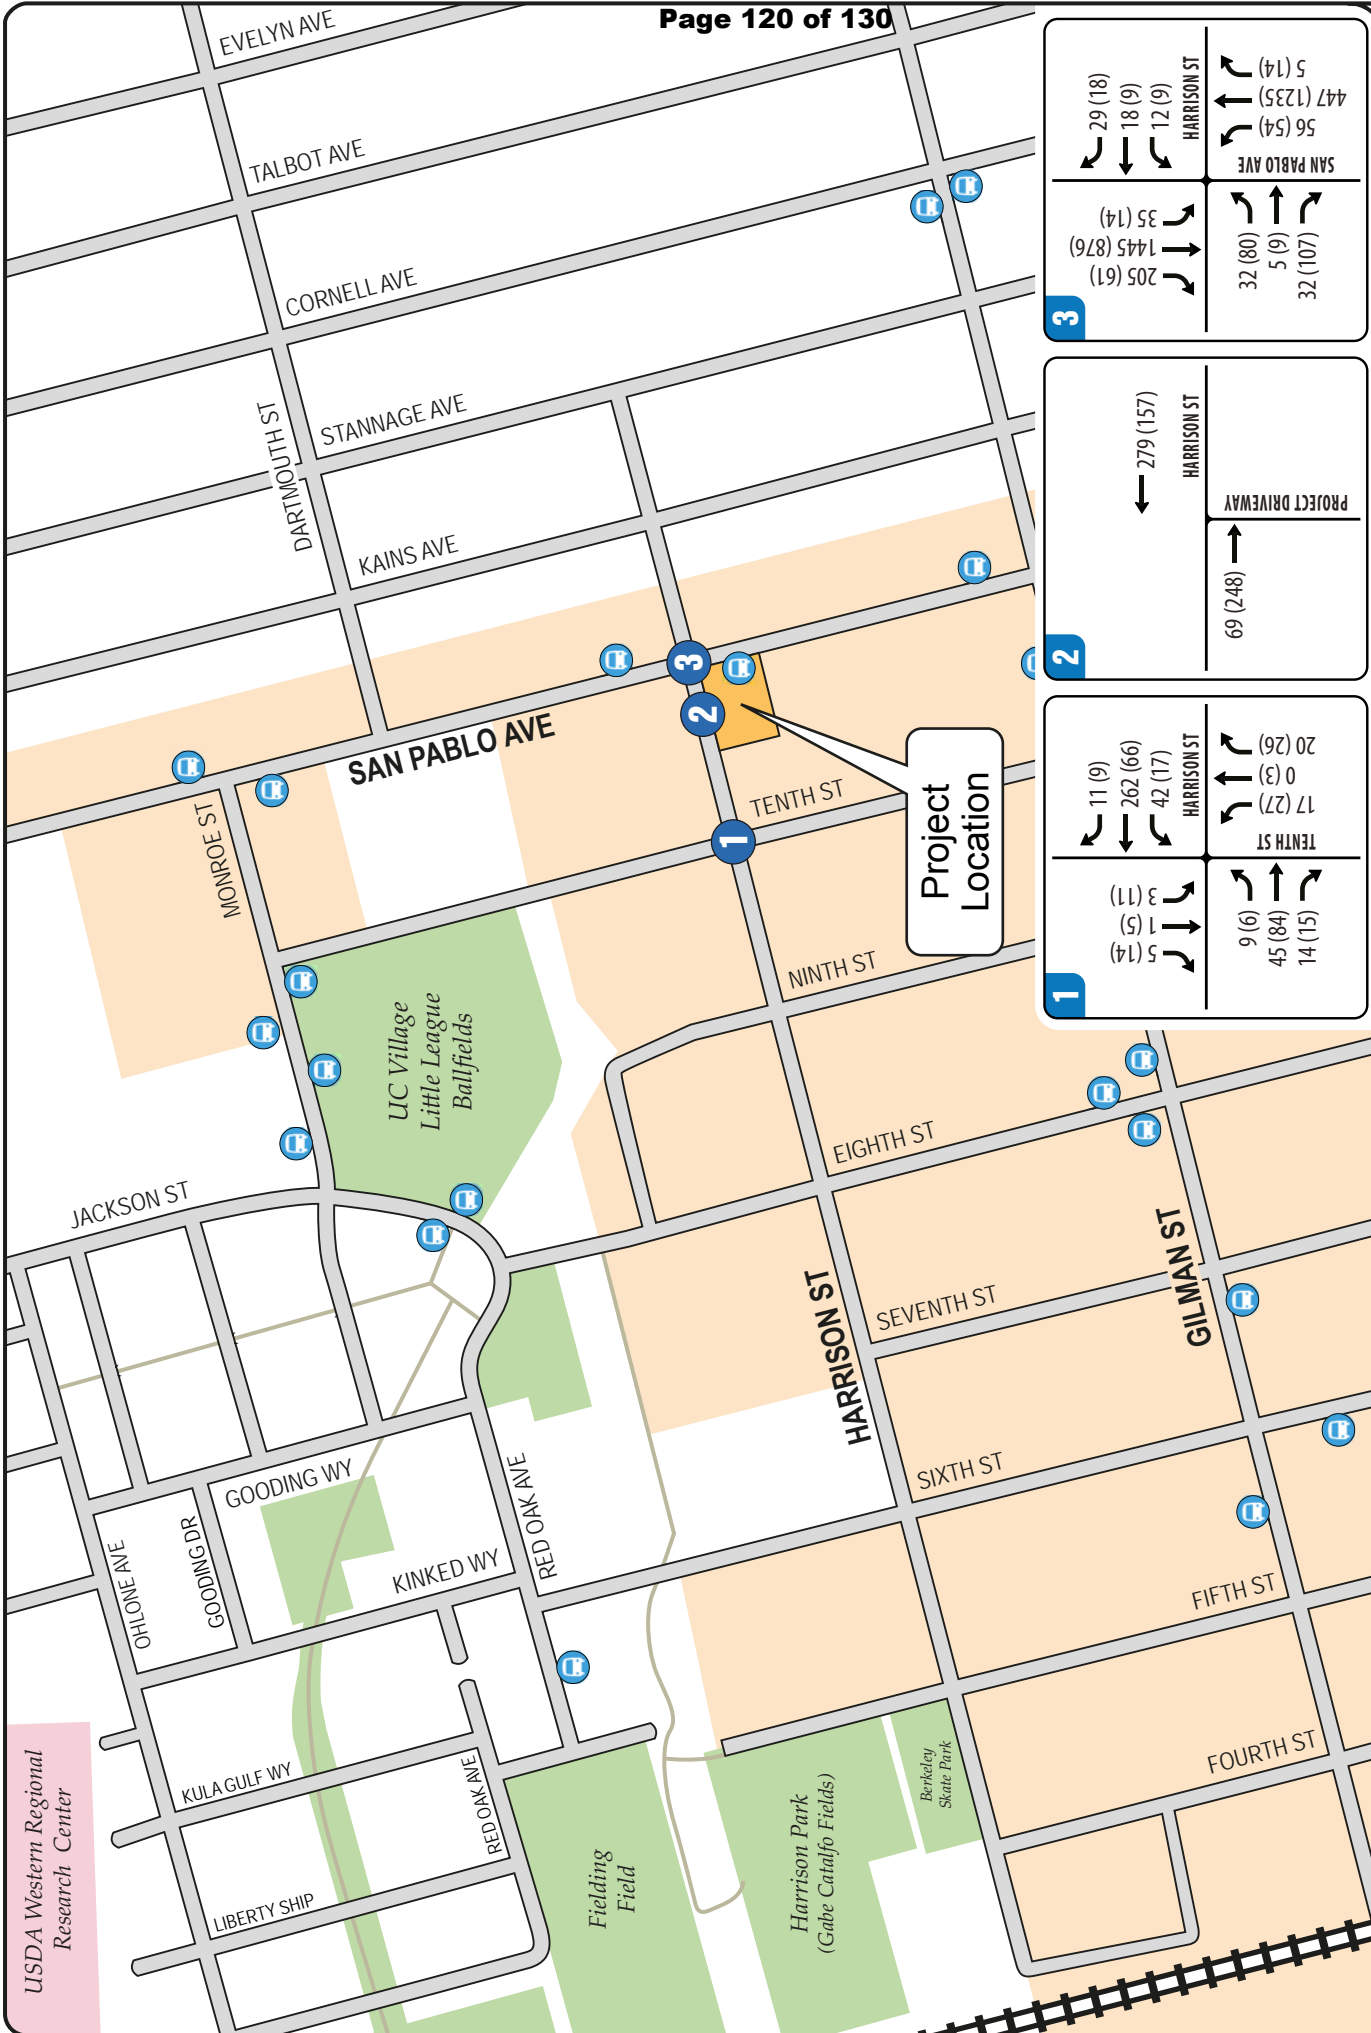 Page 120 of 130
EVELYN AVE
TALBOT AVE
CORNELL AVE
STANNAGE AVE
DARTMOUTH ST
KAINS AVE
SAN PABLO AVE
MONROE ST
TENTH ST
Project
Location
NINTH ST
UC Village
Little League
Ballfields
EIGHTH ST
JACKSON ST
SEVENTH ST
HARRISON ST
GILMAN ST
SIXTH ST
GOODING WY
RED OAK AVE
OHLONE AVE
GOODING DR
KINKED WY
FIFTH ST
FOURTH ST
USDA Western Regional
Research Center
KULA GULF WY
RED OAK AVE
LIBERTY SHIP
Fielding
Field
Harrison Park
(Gabe Catalfo Fields)
Berkeley
Skate Park
1
2
3
1
11 (9)
262 (66)
42 (17)
HARRISON ST
3 (11)
1 (5)
5 (14)
9 (6)
45 (84)
14 (15)
TENTH ST
17 (27)
0 (3)
20 (26)
2
279 (157)
HARRISON ST
69 (248)
PROJECT DRIVEWAY
3
29 (18)
18 (9)
12 (9)
HARRISON ST
35 (14)
1445 (876)
205 (61)
32 (80)
5 (9)
32 (107)
SAN PABLO AVE
56 (54)
447 (1235)
5 (14)